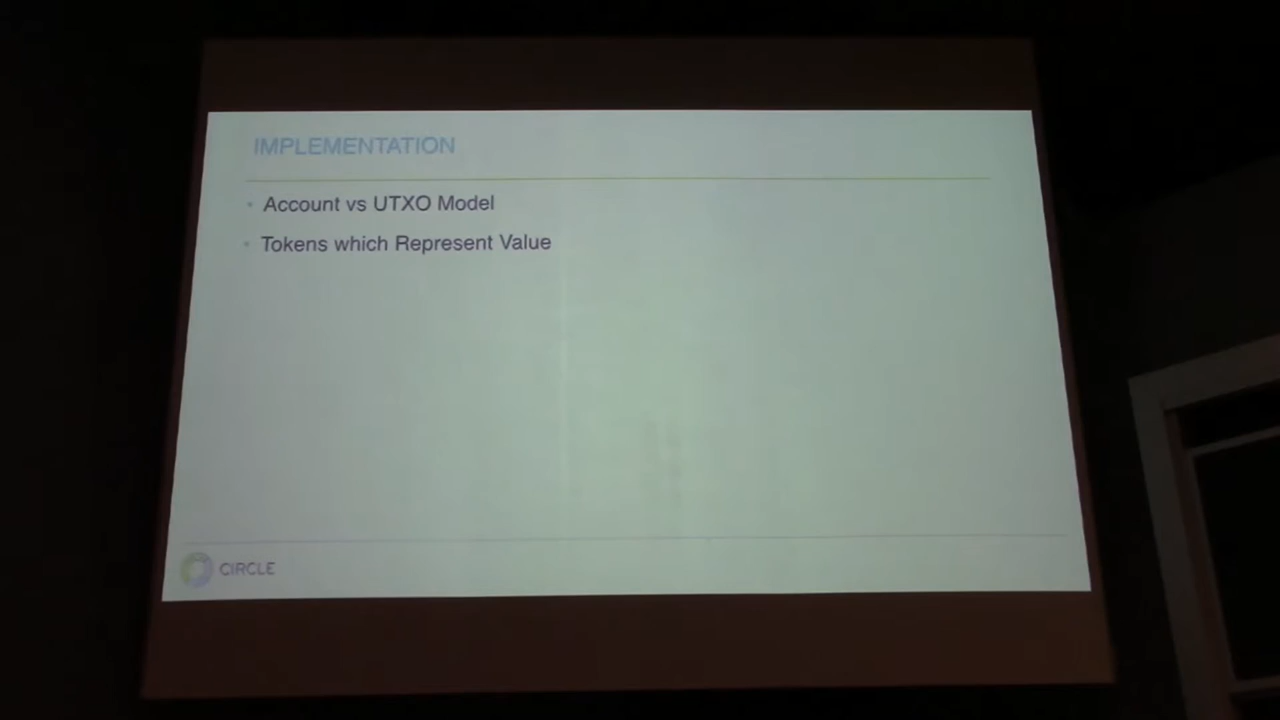 IMPLEMENTATION
Account vs UTXO Model
Tokens which Represent Value
CIRCLE